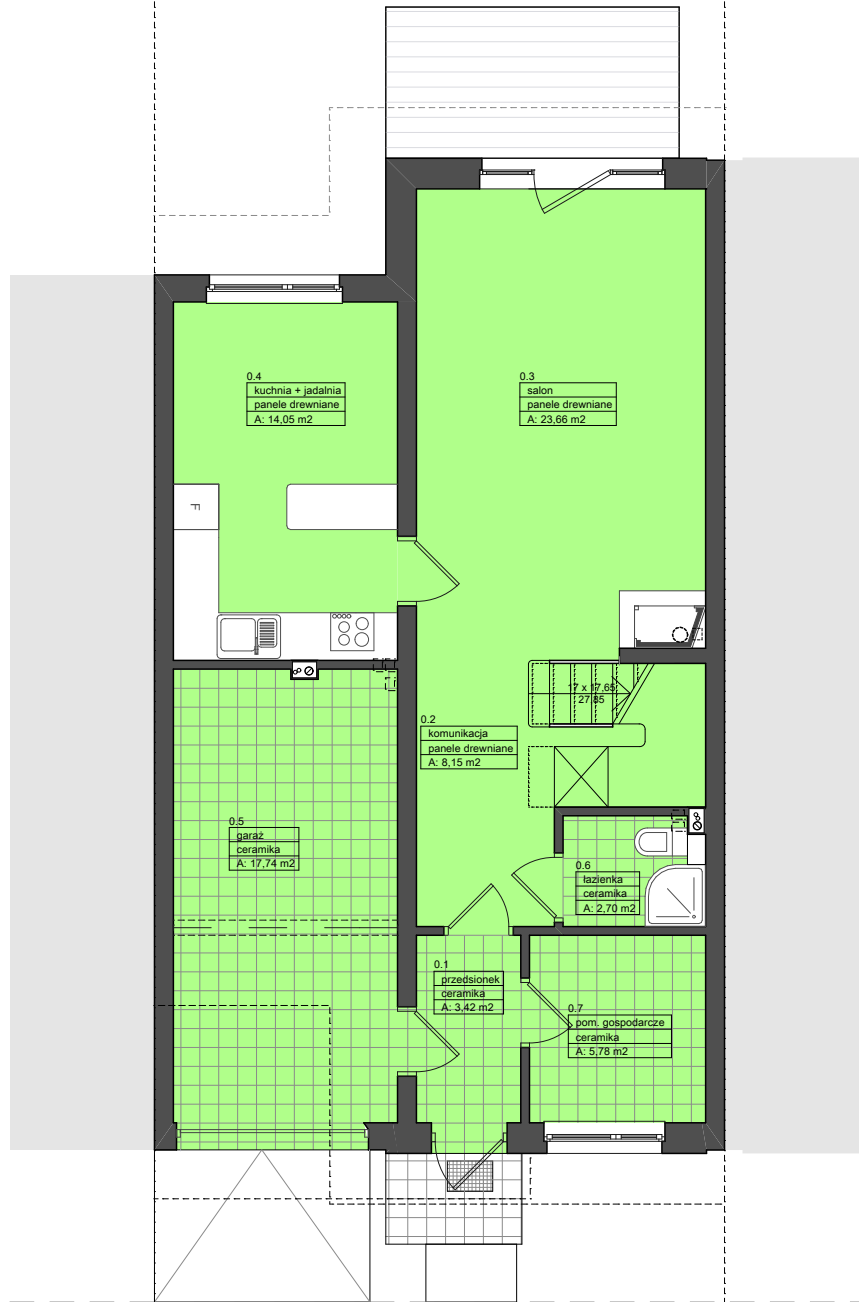 0.4
kuchnia + jadalnia
panele drewniane
A: 14,05 m2
0.3
salon
panele drewniane
A: 23,66 m2
F
17 x 17,65
27,85
0.2
komunikacja
panele drewniane
A: 8,15 m2
0.5
garaż
ceramika
A: 17,74 m2
0.6
łazienka
ceramika
A: 2,70 m2
0.1
przedsionek
ceramika
A: 3,42 m2
0.7
pom. gospodarcze
ceramika
A: 5,78 m2